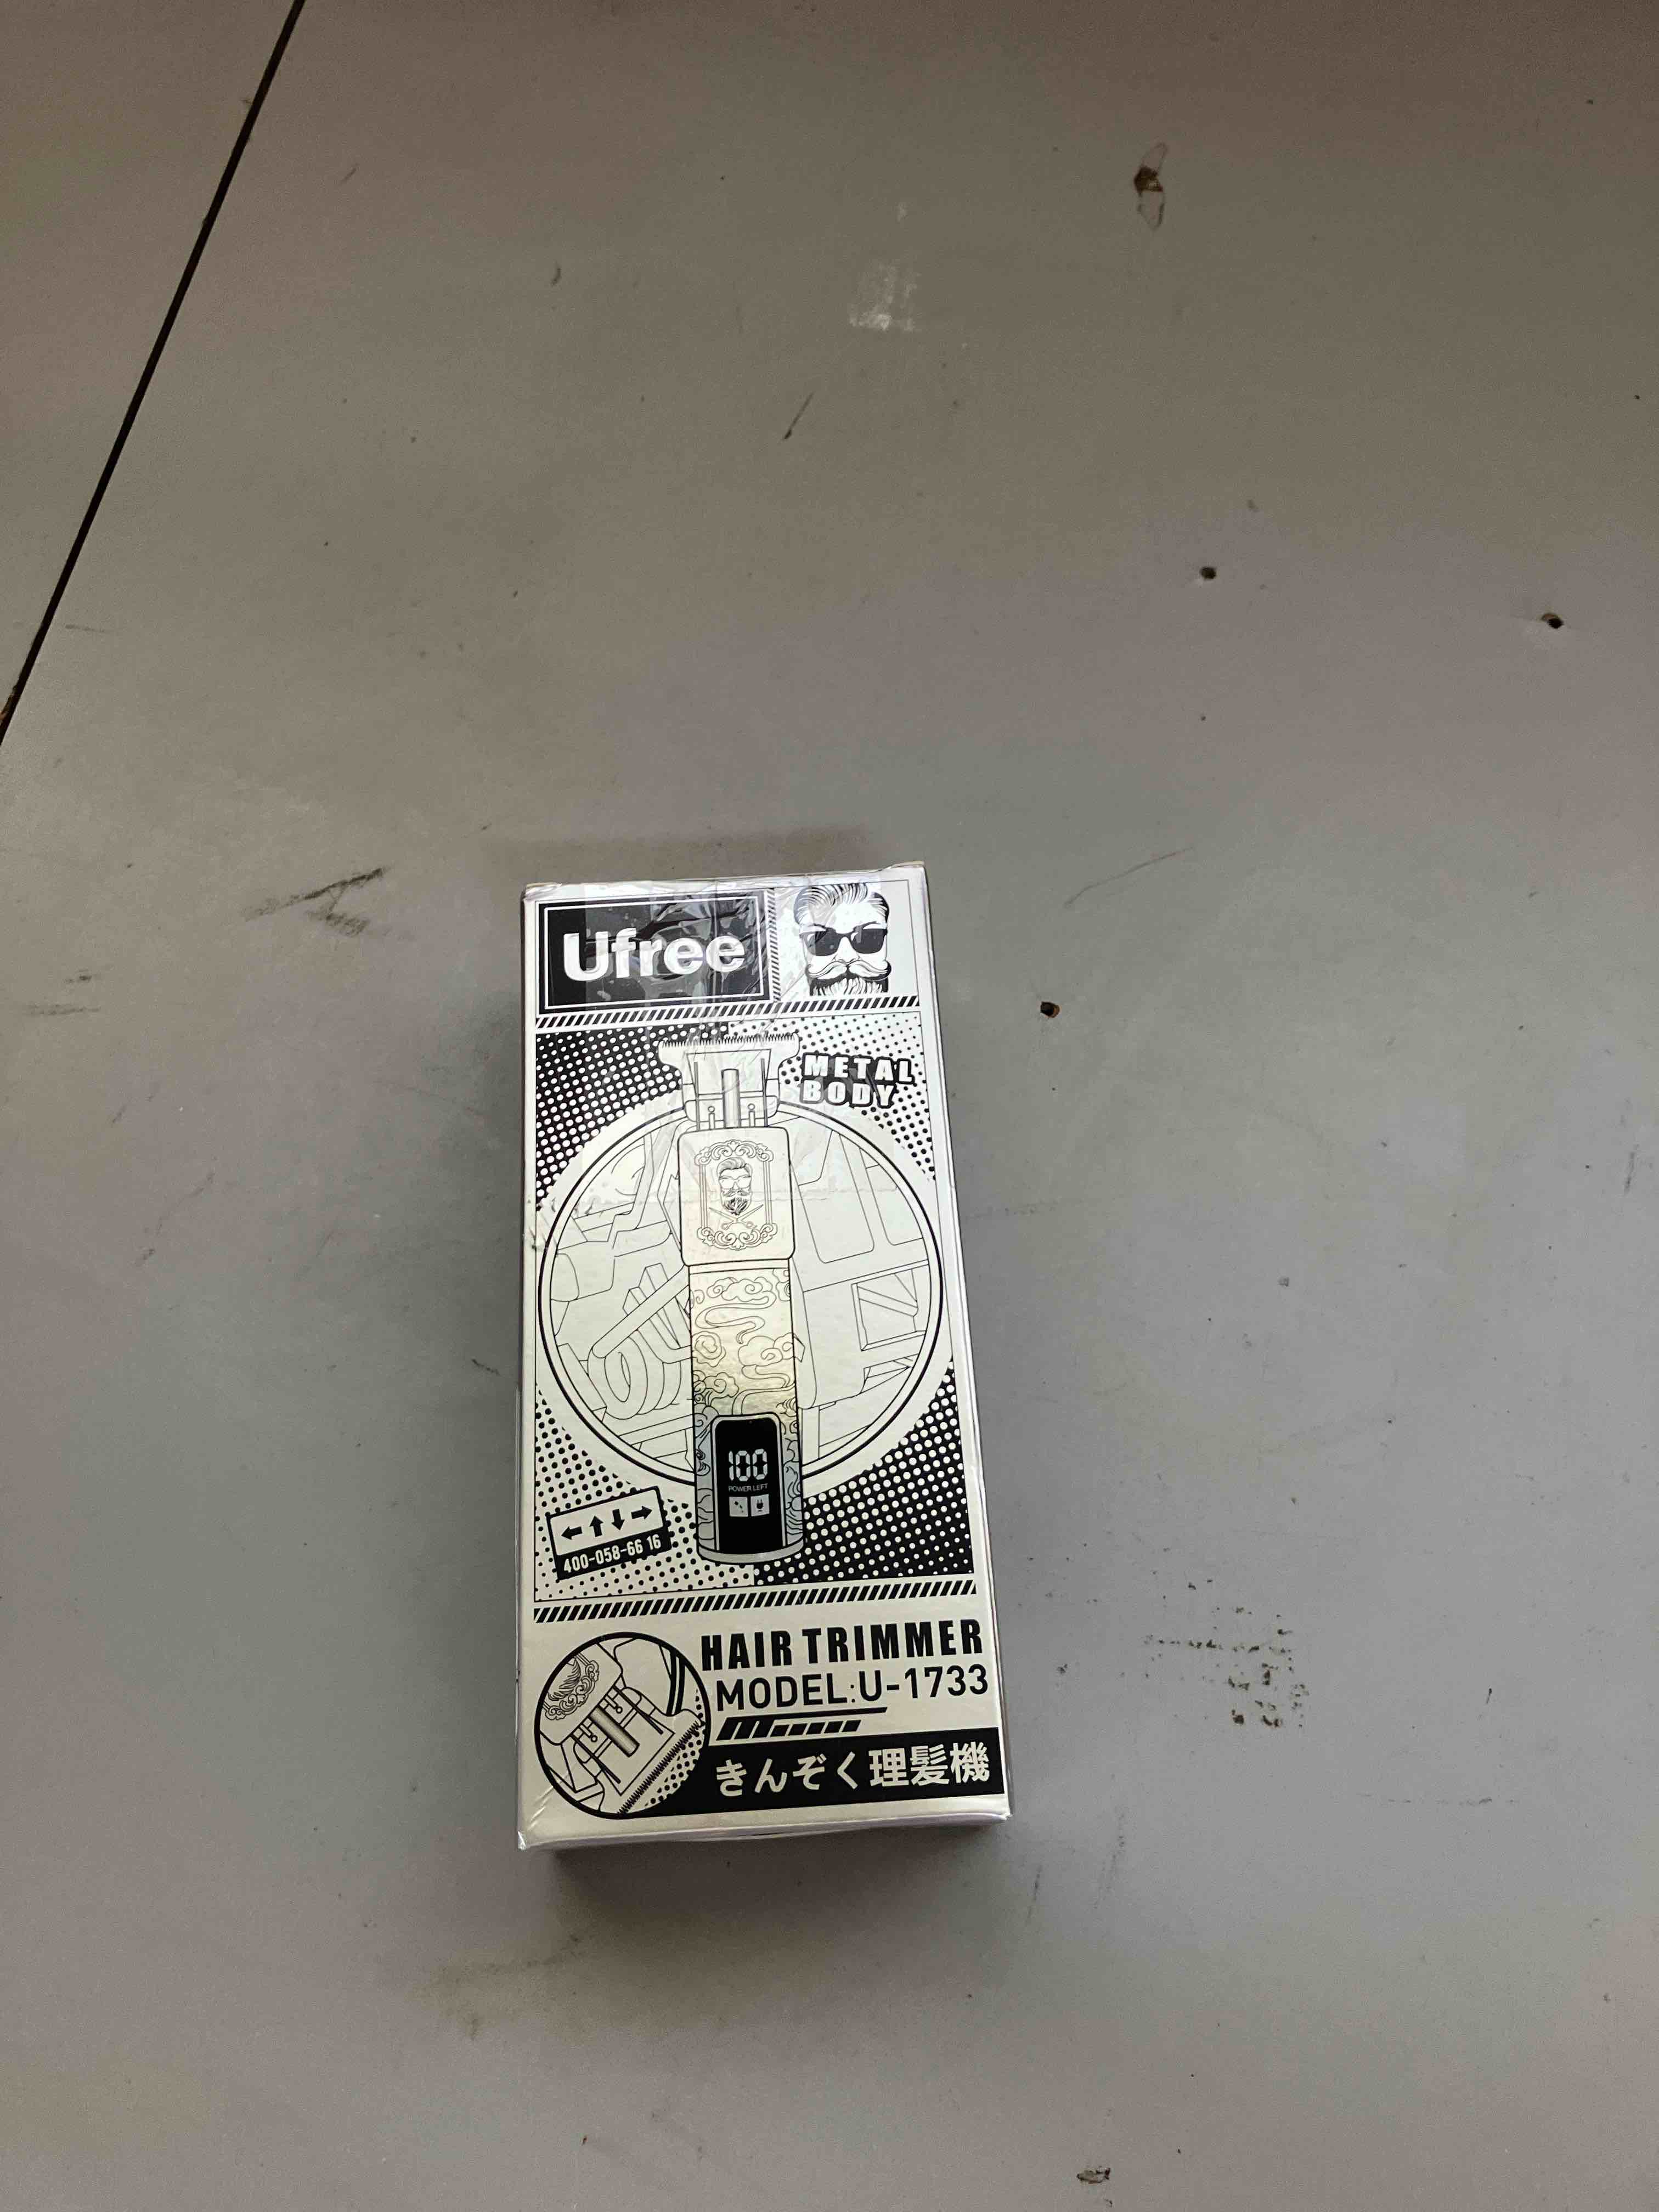 Ufree
METAL
BODY
100
POWER LEFT
400-058-66 16
HAIR TRIMMER
MODEL:U-1733
きんぞく理髪機